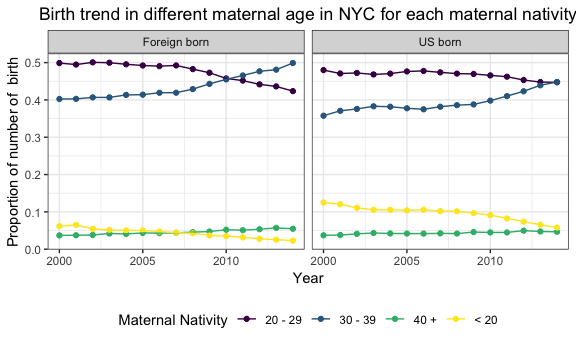 Birth trend in different maternal age in NYC for each maternal nativity
Foreign born
US born
Proportion of number of  birth
0.5
0.4
0.3
0.2
0.1
0.0
2000
2005
2010
2000
2005
2010
Year
Maternal Nativity
20 - 29
30 - 39
40 +
< 20